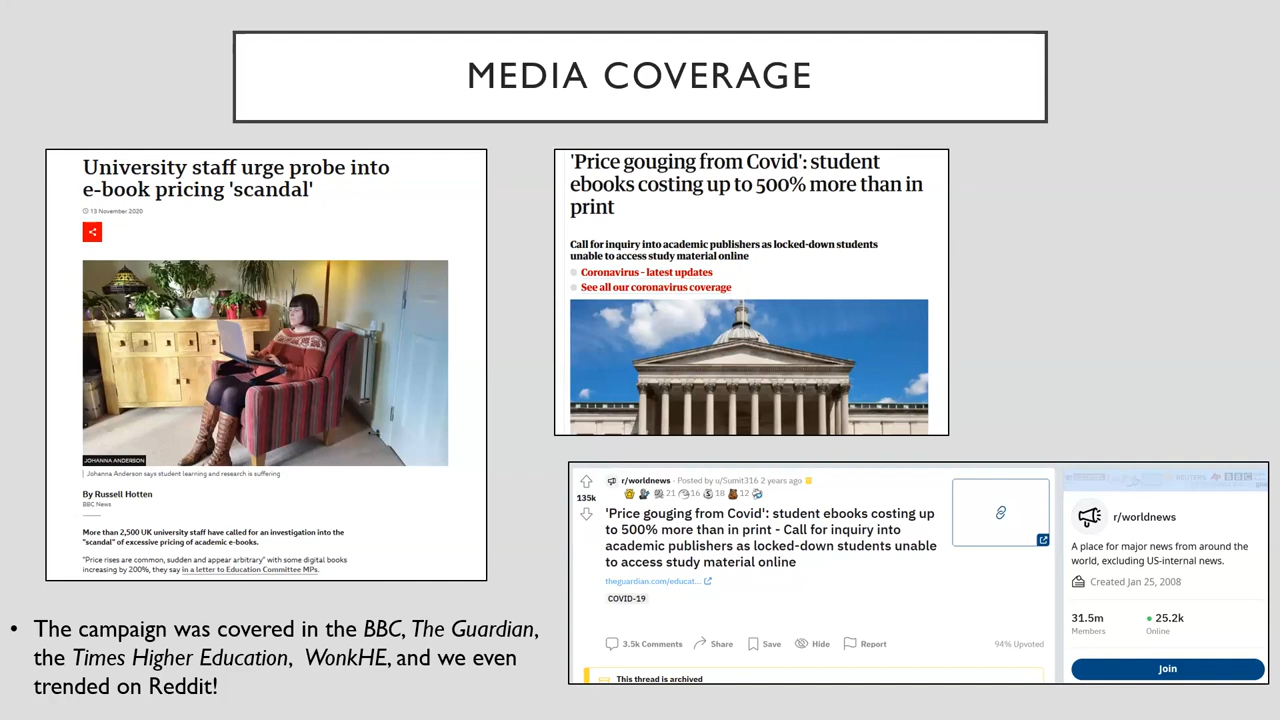 MEDIA COVERAGE
University staff urge probe into
e-book pricing 'scandal'
13 November 2020
JOHANNA ANDERSON
Johanna Anderson says student learning and research is suffering
By Russell Hotten
BBC News
More than 2,500 UK university staff have called for an investigation into the
"scandal" of excessive pricing of academic e-books.
"Price rises are common, sudden and appear arbitrary" with some digital books
increasing by 200%, they say in a letter to Education Committee MPs.
'Price gouging from Covid': student
ebooks costing up to 500% more than in
print
Call for inquiry into academic publishers as locked-down students
unable to access study material online
Coronavirus – latest updates
See all our coronavirus coverage
135k
r/worldnews · Posted by u/Sumit316 2 years ago
21 16 18 12
'Price gouging from Covid': student ebooks costing up
to 500% more than in print - Call for inquiry into
academic publishers as locked-down students unable
to access study material online
theguardian.com/educat...
COVID-19
3.5k Comments Share Save Hide Report 94% Upvoted
This thread is archived
REUTERS BBC
r/worldnews
A place for major news from around the
world, excluding US-internal news.
Created Jan 25, 2008
31.5m 25.2k
Members Online
Join
• The campaign was covered in the BBC, The Guardian,
the Times Higher Education, WonkHE, and we even
trended on Reddit!